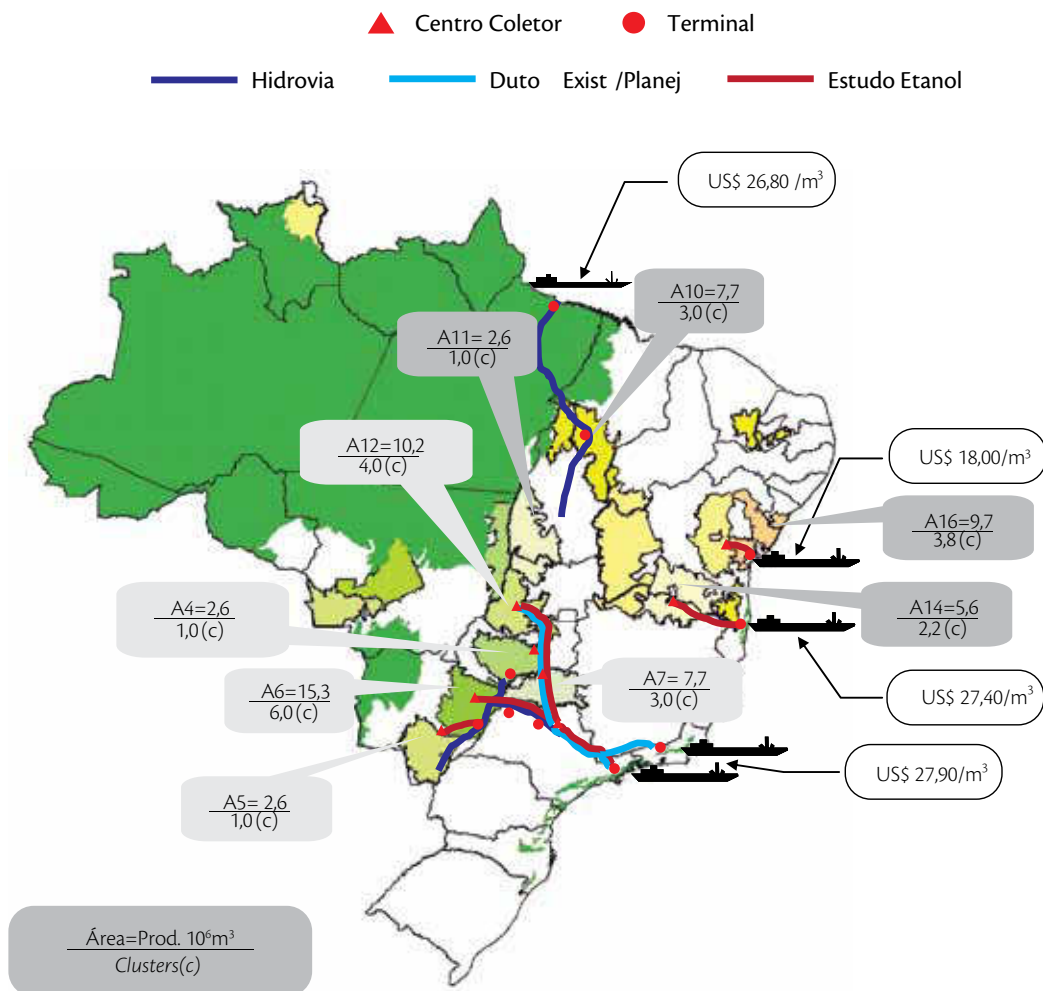 Centro Coletor
Terminal
Hidrovia
Duto Exist /Planej
Estudo Etanol
US$ 26,80 /m³
A10=7,7
3,0 (c)
A11= 2,6
1,0 (c)
A12=10,2
4,0 (c)
US$ 18,00/m³
A16=9,7
3,8 (c)
A4=2,6
1,0 (c)
A14=5,6
2,2 (c)
A6=15,3
6,0 (c)
A7= 7,7
3,0 (c)
US$ 27,40/m³
US$ 27,90/m³
A5= 2,6
1,0 (c)
Área=Prod. 10⁶m³
Clusters(c)